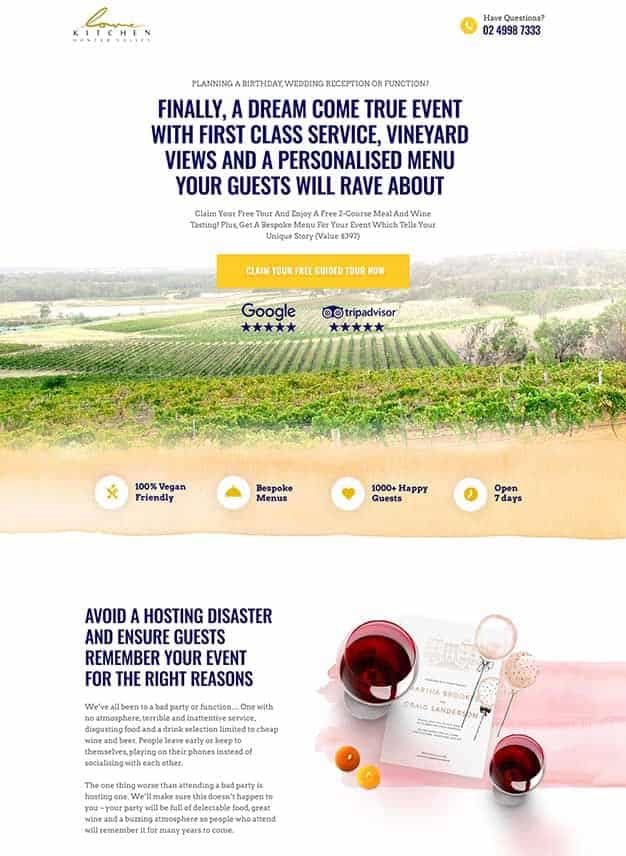 Lowne
KITCHEN
HUNTER VALLEY
Have Questions?
02 4998 7333
PLANNING A BIRTHDAY, WEDDING RECEPTION OR FUNCTION?
FINALLY, A DREAM COME TRUE EVENT
WITH FIRST CLASS SERVICE, VINEYARD
VIEWS AND A PERSONALISED MENU
YOUR GUESTS WILL RAVE ABOUT
Claim Your Free Tour And Enjoy A Free 2-Course Meal And Wine
Tasting! Plus, Get A Bespoke Menu For Your Event Which Tells Your
Unique Story (Value $397)
CLAIM YOUR FREE GUIDED TOUR NOW
Google
tripadvisor
100% Vegan
Friendly
Bespoke
Menus
1000+ Happy
Guests
Open
7 days
AVOID A HOSTING DISASTER
AND ENSURE GUESTS
REMEMBER YOUR EVENT
FOR THE RIGHT REASONS
We've all been to a bad party or function.... One with
no atmosphere, terrible and inattentive service,
disgusting food and a drink selection limited to cheap
wine and beer. People leave early or keep to
themselves, playing on their phones instead of
socialising with each other.
The one thing worse than attending a bad party is
hosting one. We'll make sure this doesn't happen to
you – your party will be full of delectable food, great
wine and a buzzing atmosphere so people who attend
will remember it for many years to come.
MARTHA BROOK
CRAIG SANDERSON